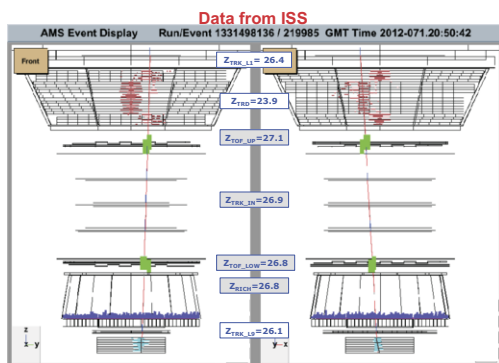 Data from ISS
AMS Event Display Run/Event 1331498136 / 219985 GMT Time 2012-071.20:50:42
Front
Z_TRK_L1= 26.4
Z_TRD=23.9
Z_TOF_UP=27.1
Z_TRK_IN=26.9
Z_TOF_LOW=26.8
Z_RICH=26.8
Z_TRK_L9=26.1
z
x-y
z
y-x